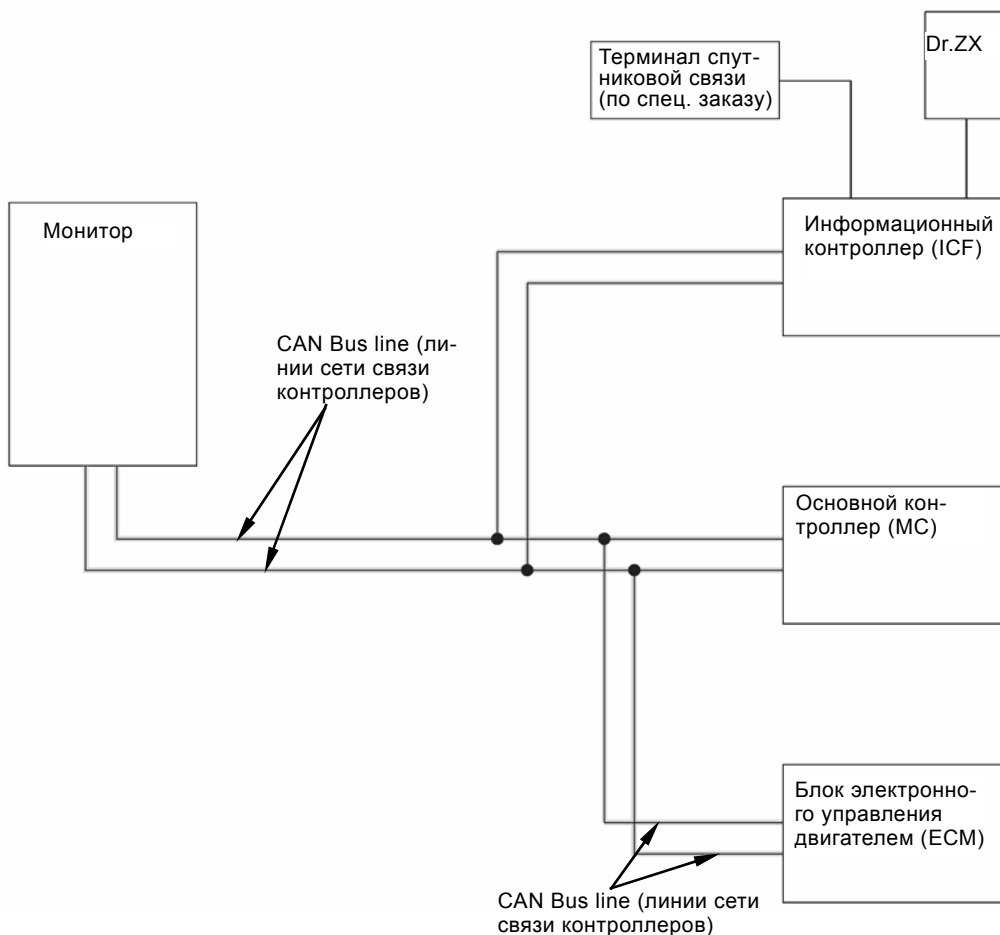 Терминал спут-
никовой связи
(по спец. заказу)
Dr.ZX
Монитор
Информационный
контроллер (ICF)
CAN Bus line (ли-
нии сети связи
контроллеров)
Основной кон-
троллер (MC)
Блок электронно-
го управления
двигателем (ECM)
CAN Bus line (линии сети
связи контроллеров)